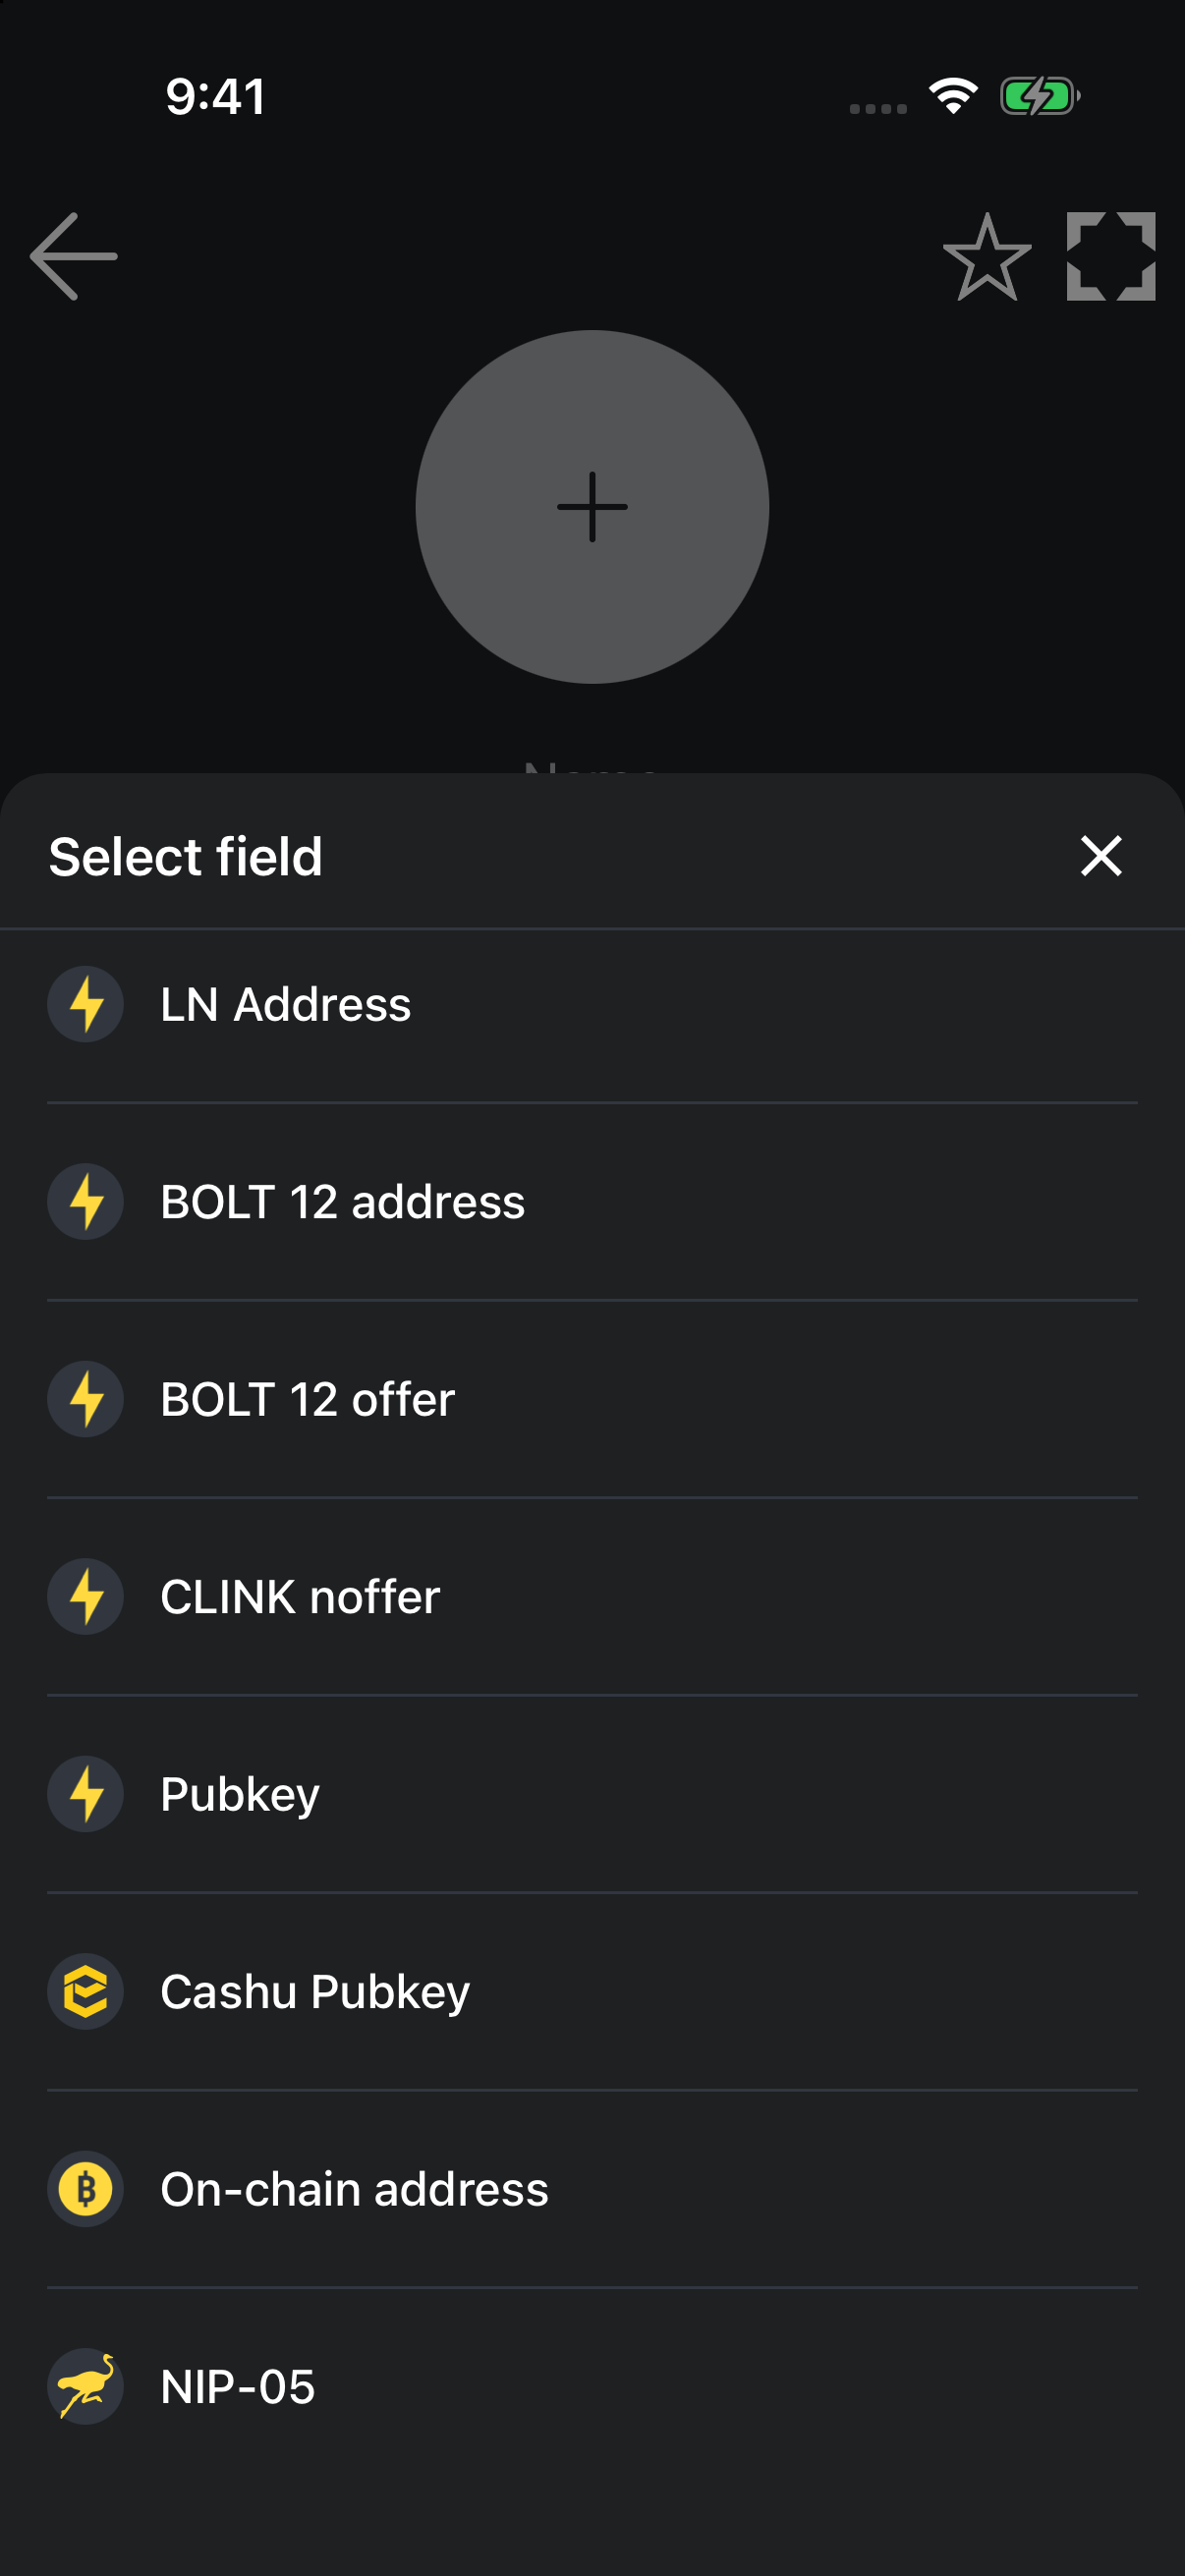 9:41
Name
Select field
LN Address
BOLT 12 address
BOLT 12 offer
CLINK noffer
Pubkey
Cashu Pubkey
On-chain address
NIP-05